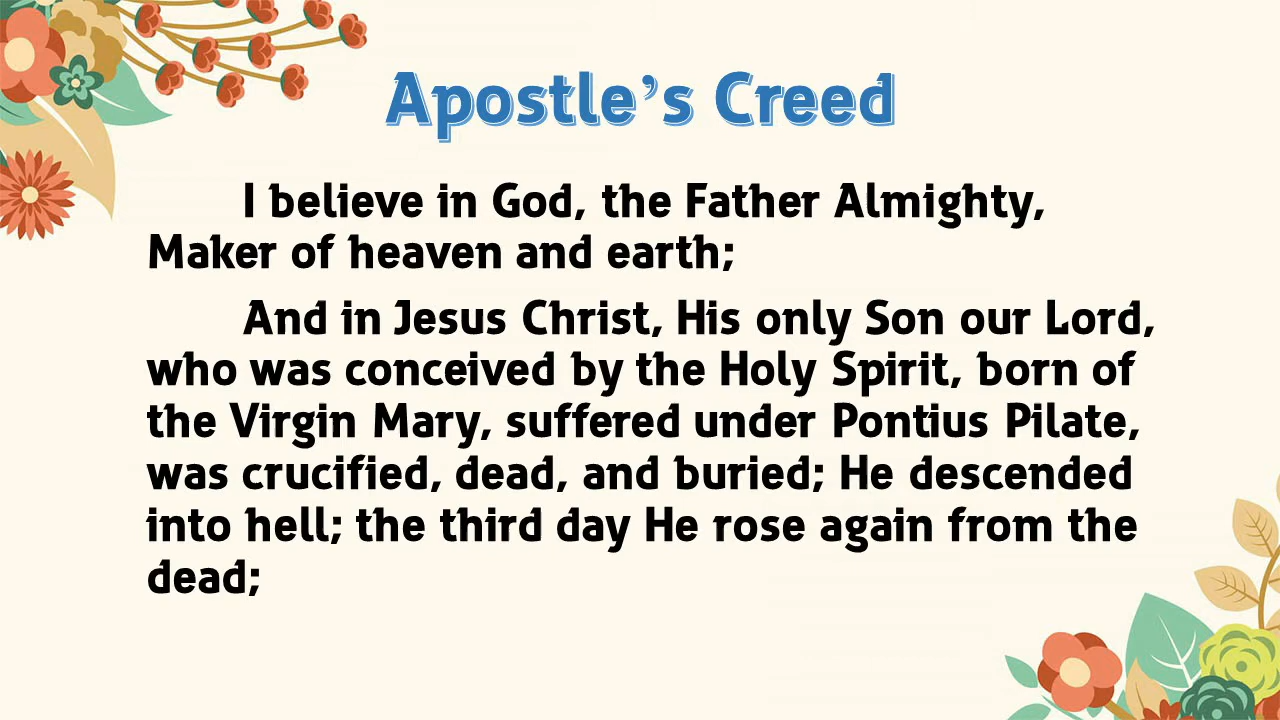 Apostle’s Creed
I believe in God, the Father Almighty,
Maker of heaven and earth;
And in Jesus Christ, His only Son our Lord,
who was conceived by the Holy Spirit, born of
the Virgin Mary, suffered under Pontius Pilate,
was crucified, dead, and buried; He descended
into hell; the third day He rose again from the
dead;